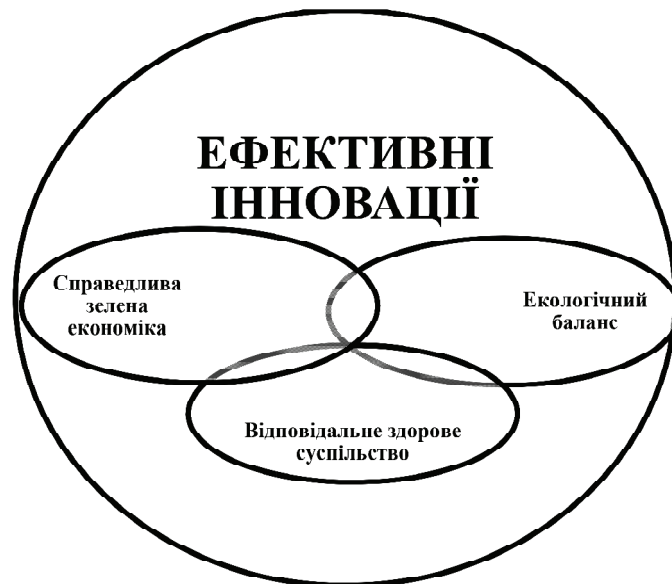 ЕФЕКТИВНІ
ІННОВАЦІЇ
Справедлива
зелена
економіка
Екологічний
баланс
Відповідальне здорове
суспільство